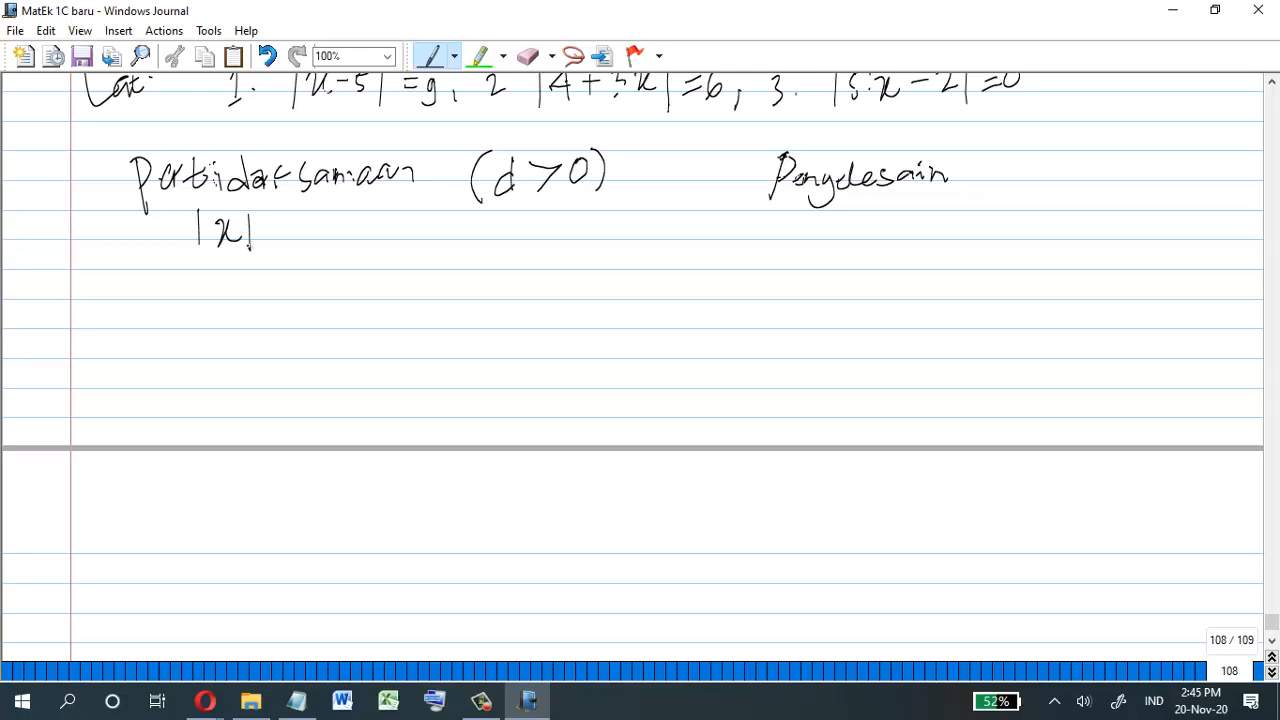 MatEk 1C baru - Windows Journal
File Edit View Insert Actions Tools Help
100%
Lat: 1. |x-5| = 9, 2 |4 + 3x| = 6, 3. |5x - 2| = 0
Pertidaksamaan (d > 0) Penyelesain
|x|
108 / 109
108
52% IND 2:45 PM
20-Nov-20